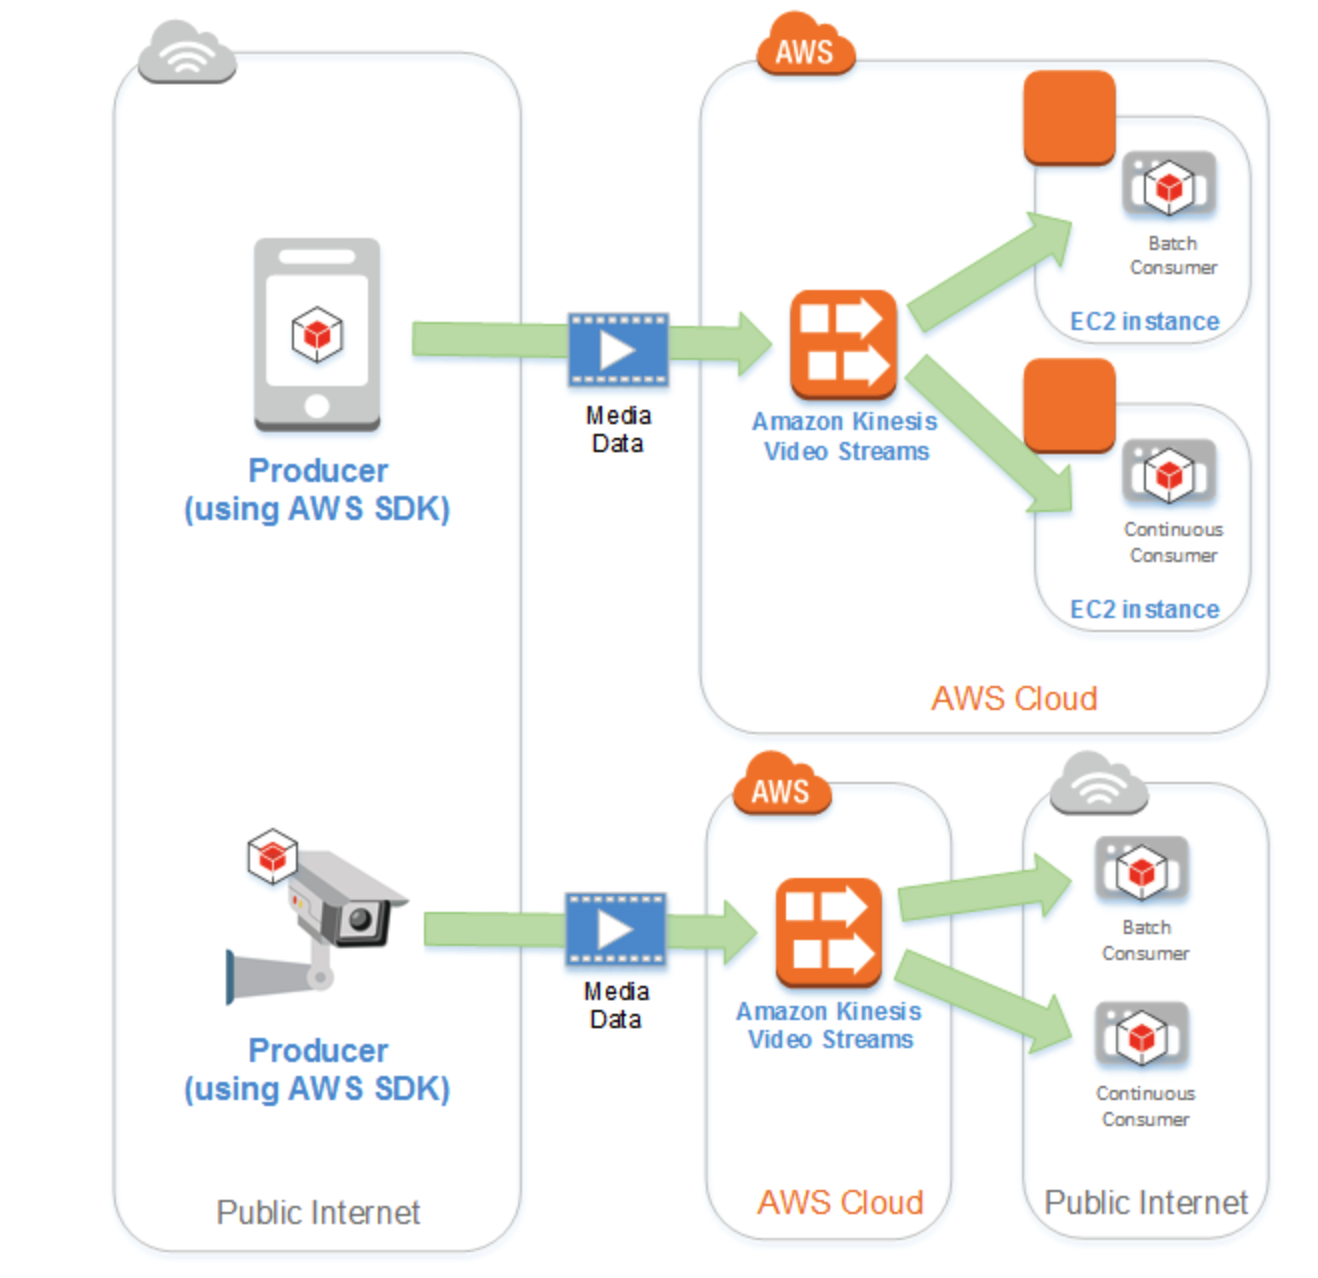 AWS
Batch
Consumer
EC2 instance
Media
Data
Amazon Kinesis
Video Streams
Producer
(using AWS SDK)
Continuous
Consumer
EC2 instance
AWS Cloud
AWS
Batch
Consumer
Media
Data
Amazon Kinesis
Video Streams
Producer
(using AWS SDK)
Continuous
Consumer
Public Internet
AWS Cloud
Public Internet